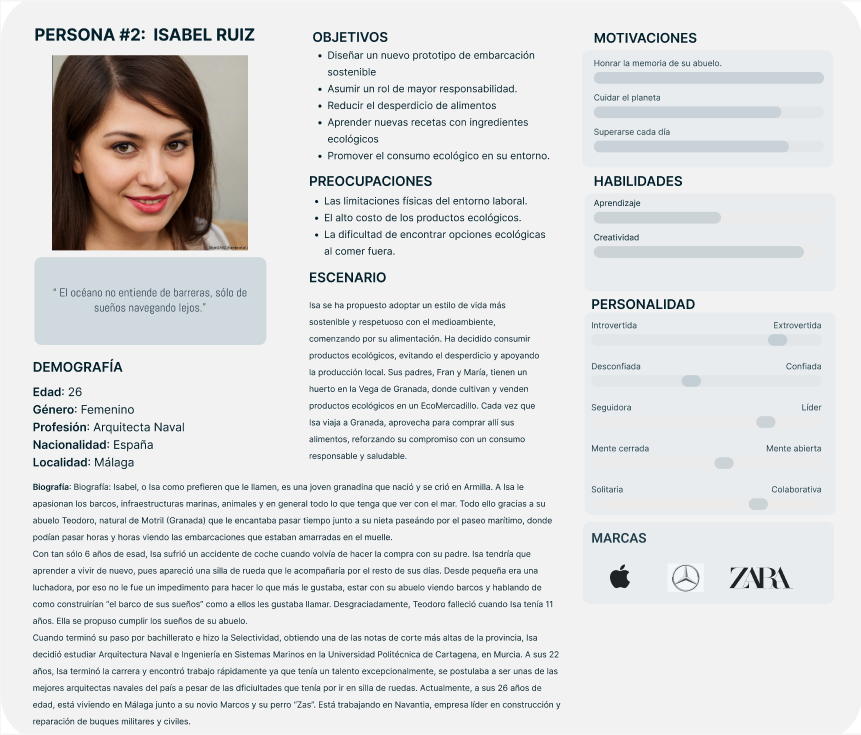 PERSONA #2: ISABEL RUIZ
“ El océano no entiende de barreras, sólo de
sueños navegando lejos.”
DEMOGRAFÍA
Edad: 26
Género: Femenino
Profesión: Arquitecta Naval
Nacionalidad: España
Localidad: Málaga
OBJETIVOS
• Diseñar un nuevo prototipo de embarcación
sostenible
• Asumir un rol de mayor responsabilidad.
• Reducir el desperdicio de alimentos
• Aprender nuevas recetas con ingredientes
ecológicos
• Promover el consumo ecológico en su entorno.
PREOCUPACIONES
• Las limitaciones físicas del entorno laboral.
• El alto costo de los productos ecológicos.
• La dificultad de encontrar opciones ecológicas
al comer fuera.
ESCENARIO
Isa se ha propuesto adoptar un estilo de vida más
sostenible y respetuoso con el medioambiente,
comenzando por su alimentación. Ha decidido consumir
productos ecológicos, evitando el desperdicio y apoyando
la producción local. Sus padres, Fran y María, tienen un
huerto en la Vega de Granada, donde cultivan y venden
productos ecológicos en un EcoMercadillo. Cada vez que
Isa viaja a Granada, aprovecha para comprar allí sus
alimentos, reforzando su compromiso con un consumo
responsable y saludable.
MOTIVACIONES
Honrar la memoria de su abuelo.
Cuidar el planeta
Superarse cada día
HABILIDADES
Aprendizaje
Creatividad
PERSONALIDAD
Introvertida Extrovertida
Desconfiada Confiada
Seguidora Líder
Mente cerrada Mente abierta
Solitaria Colaborativa
MARCAS
ZARA
Biografía: Biografía: Isabel, o Isa como prefieren que le llamen, es una joven granadina que nació y se crió en Armilla. A Isa le
apasionan los barcos, infraestructuras marinas, animales y en general todo lo que tenga que ver con el mar. Todo ello gracias a su
abuelo Teodoro, natural de Motril (Granada) que le encantaba pasar tiempo junto a su nieta paseándo por el paseo marítimo, donde
podían pasar horas y horas viendo las embarcaciones que estaban amarradas en el muelle.
Con tan sólo 6 años de esad, Isa sufrió un accidente de coche cuando volvía de hacer la compra con su padre. Isa tendría que
aprender a vivir de nuevo, pues apareció una silla de rueda que le acompañaría por el resto de sus días. Desde pequeña era una
luchadora, por eso no le fue un impedimento para hacer lo que más le gustaba, estar con su abuelo viendo barcos y hablando de
como construirían “el barco de sus sueños” como a ellos les gustaba llamar. Desgraciadamente, Teodoro falleció cuando Isa tenía 11
años. Ella se propuso cumplir los sueños de su abuelo.
Cuando terminó su paso por bachillerato e hizo la Selectividad, obtiendo una de las notas de corte más altas de la provincia, Isa
decidió estudiar Arquitectura Naval e Ingeniería en Sistemas Marinos en la Universidad Politécnica de Cartagena, en Murcia. A sus 22
años, Isa terminó la carrera y encontró trabajo rápidamente ya que tenía un talento excepcionalmente, se postulaba a ser unas de las
mejores arquitectas navales del país a pesar de las dficiultades que tenía por ir en silla de ruedas. Actualmente, a sus 26 años de
edad, está viviendo en Málaga junto a su novio Marcos y su perro “Zas”. Está trabajando en Navantia, empresa líder en construcción y
reparación de buques militares y civiles.